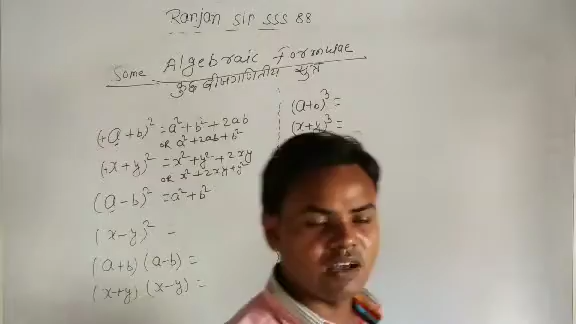 Ranjan Sir SSS 88
Some Algebraic Formulae
कुछ बीजगणितीय सूत्र
(+a+b)² = a²+b²+2ab
OR a²+2ab+b²
(+x+y)² = x²+y²+2xy
OR x²+2xy+y²
(a-b)² = a²+b²
(x-y)² -
(a+b) (a-b) =
(x+y) (x-y) =
(a+b)³ =
(x+y)³ =